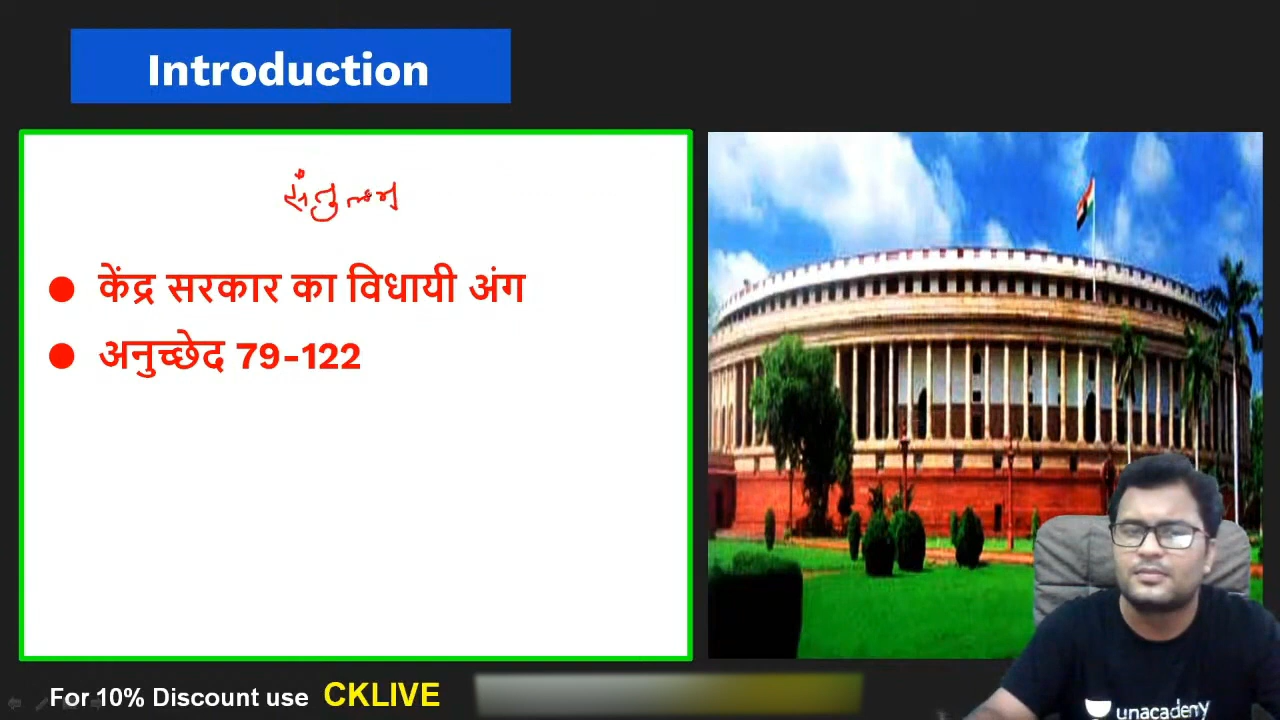 Introduction
संतुलन
केंद्र सरकार का विधायी अंग
अनुच्छेद 79-122
For 10% Discount use CKLIVE
unacademy